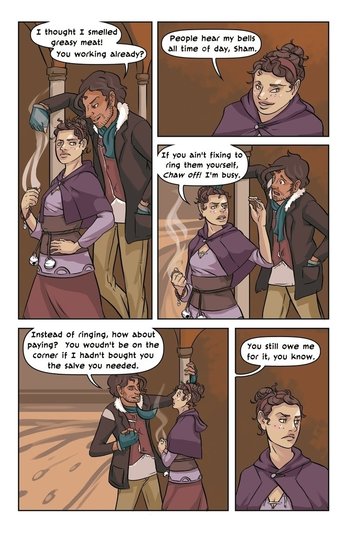 I thought I smelled
greasy meat!
You working already?
People hear my bells
all time of day, Sham.
If you ain't fixing to
ring them yourself,
Chaw off! I'm busy.
Instead of ringing, how about
paying? You woudn't be on the
corner if I hadn't bought you
the salve you needed.
You still owe me
for it, you know.